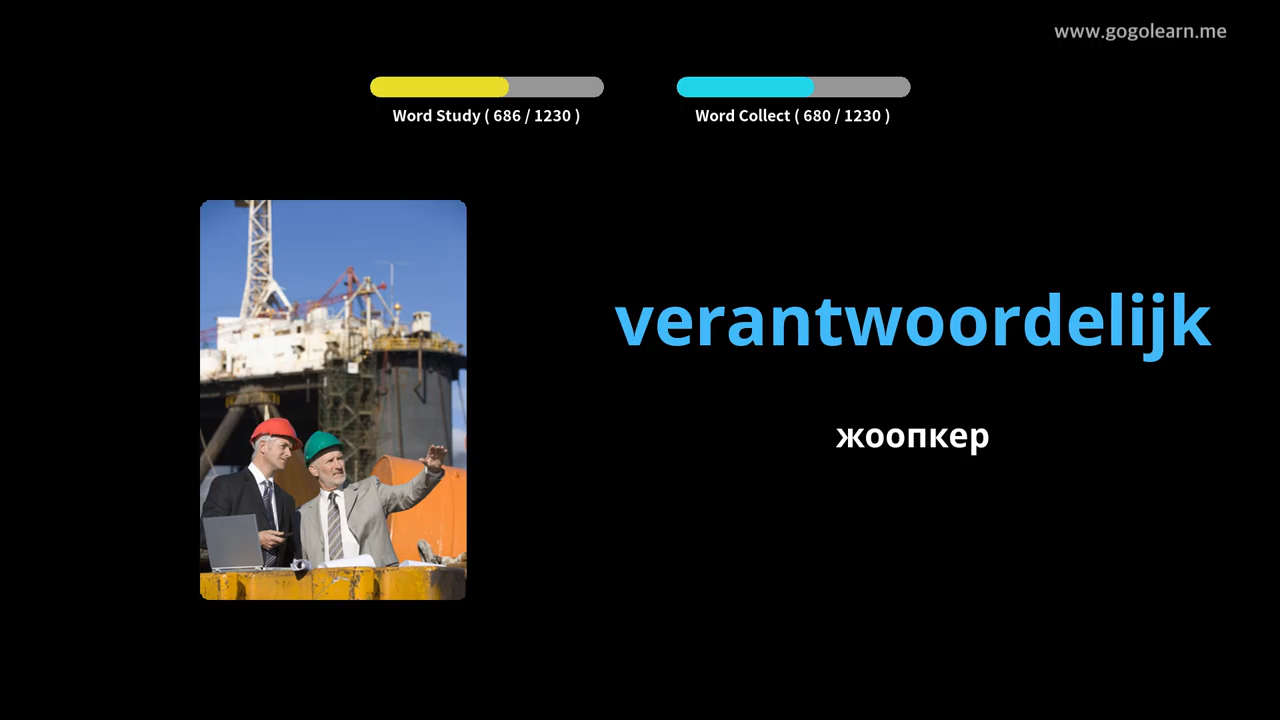 www.gogolearn.me
Word Study ( 686 / 1230 )
Word Collect ( 680 / 1230 )
verantwoordelijk
жоопкер